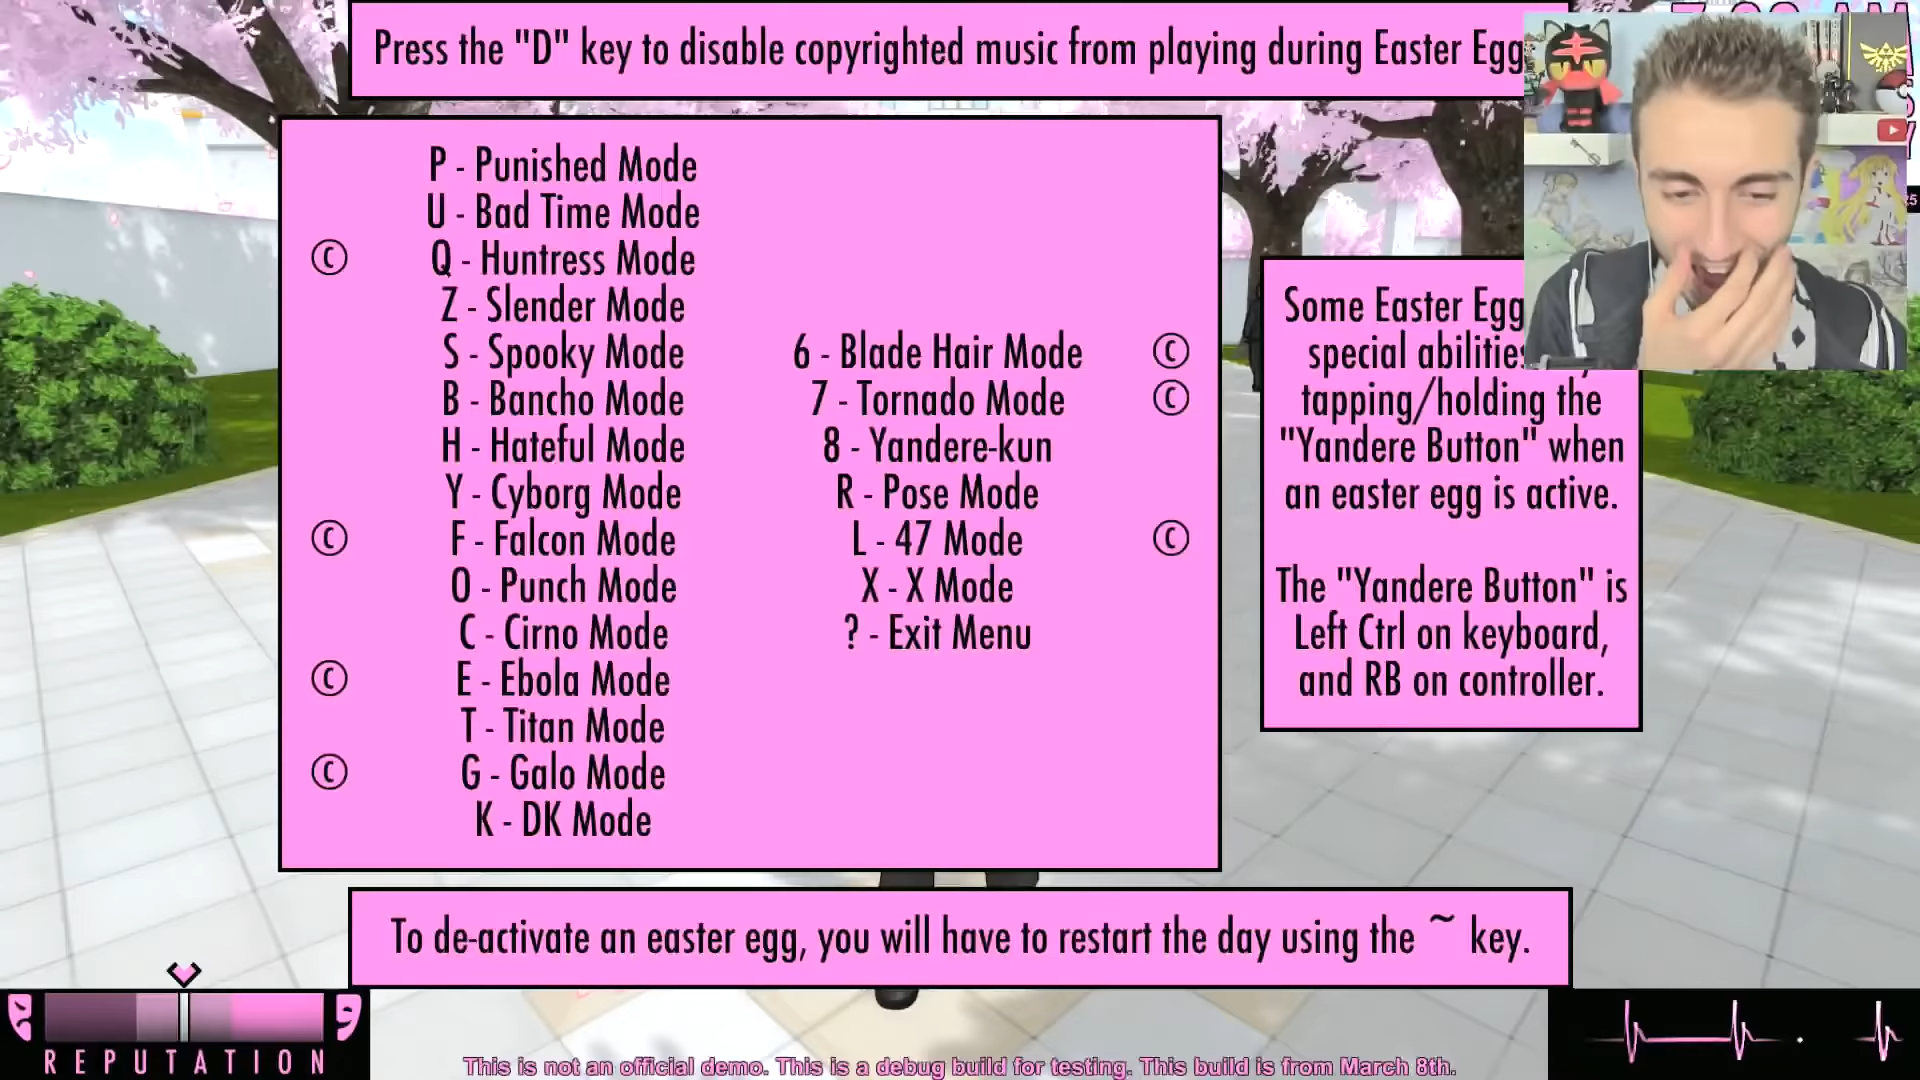 Press the "D" key to disable copyrighted music from playing during Easter Egg
P - Punished Mode
U - Bad Time Mode
© Q - Huntress Mode
Z - Slender Mode
S - Spooky Mode
B - Bancho Mode
H - Hateful Mode
Y - Cyborg Mode
© F - Falcon Mode
O - Punch Mode
C - Cirno Mode
© E - Ebola Mode
T - Titan Mode
© G - Galo Mode
K - DK Mode
6 - Blade Hair Mode ©
7 - Tornado Mode ©
8 - Yandere-kun
R - Pose Mode
L - 47 Mode ©
X - X Mode
? - Exit Menu
Some Easter Egg
special abilities
tapping/holding the
"Yandere Button" when
an easter egg is active.
The "Yandere Button" is
Left Ctrl on keyboard,
and RB on controller.
To de-activate an easter egg, you will have to restart the day using the ~ key.
REPUTATION
This is not an official demo. This is a debug build for testing. This build is from March 8th.